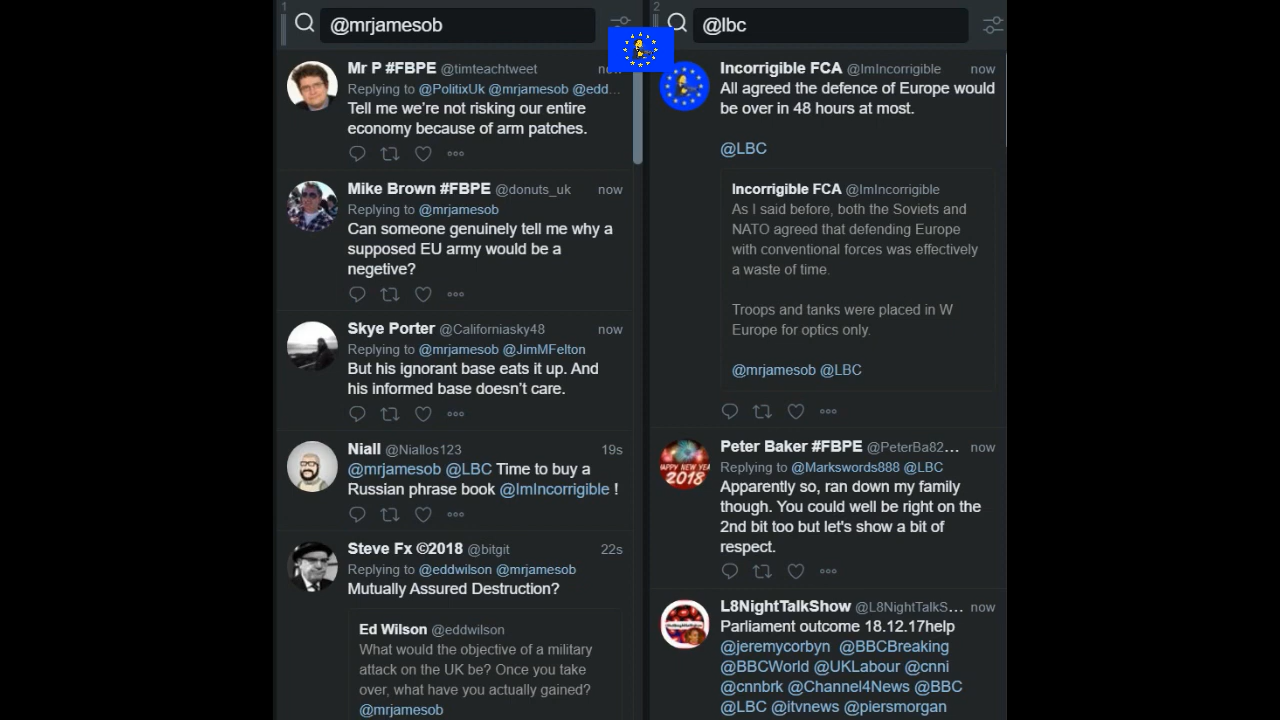 1
@mrjamesob
Mr P #FBPE @timteachtweet now
Replying to @PolitixUk @mrjamesob @edd…
Tell me we're not risking our entire
economy because of arm patches.
Mike Brown #FBPE @donuts_uk now
Replying to @mrjamesob
Can someone genuinely tell me why a
supposed EU army would be a
negetive?
Skye Porter @Californiasky48 now
Replying to @mrjamesob @JimMFelton
But his ignorant base eats it up. And
his informed base doesn't care.
Niall @Niallos123 19s
@mrjamesob @LBC Time to buy a
Russian phrase book @ImIncorrigible !
Steve Fx ©2018 @bitgit 22s
Replying to @eddwilson @mrjamesob
Mutually Assured Destruction?
Ed Wilson @eddwilson
What would the objective of a military
attack on the UK be? Once you take
over, what have you actually gained?
@mrjamesob
2
@lbc
Incorrigible FCA @ImIncorrigible now
All agreed the defence of Europe would
be over in 48 hours at most.
@LBC
Incorrigible FCA @ImIncorrigible
As I said before, both the Soviets and
NATO agreed that defending Europe
with conventional forces was effectively
a waste of time.
Troops and tanks were placed in W
Europe for optics only.
@mrjamesob @LBC
Peter Baker #FBPE @PeterBa82… now
Replying to @Markswords888 @LBC
Apparently so, ran down my family
though. You could well be right on the
2nd bit too but let's show a bit of
respect.
HAPPY NEW YEAR
2018
L8NightTalkShow @L8NightTalkS… now
Parliament outcome 18.12.17help
@jeremycorbyn @BBCBreaking
@BBCWorld @UKLabour @cnni
@cnnbrk @Channel4News @BBC
@LBC @itvnews @piersmorgan